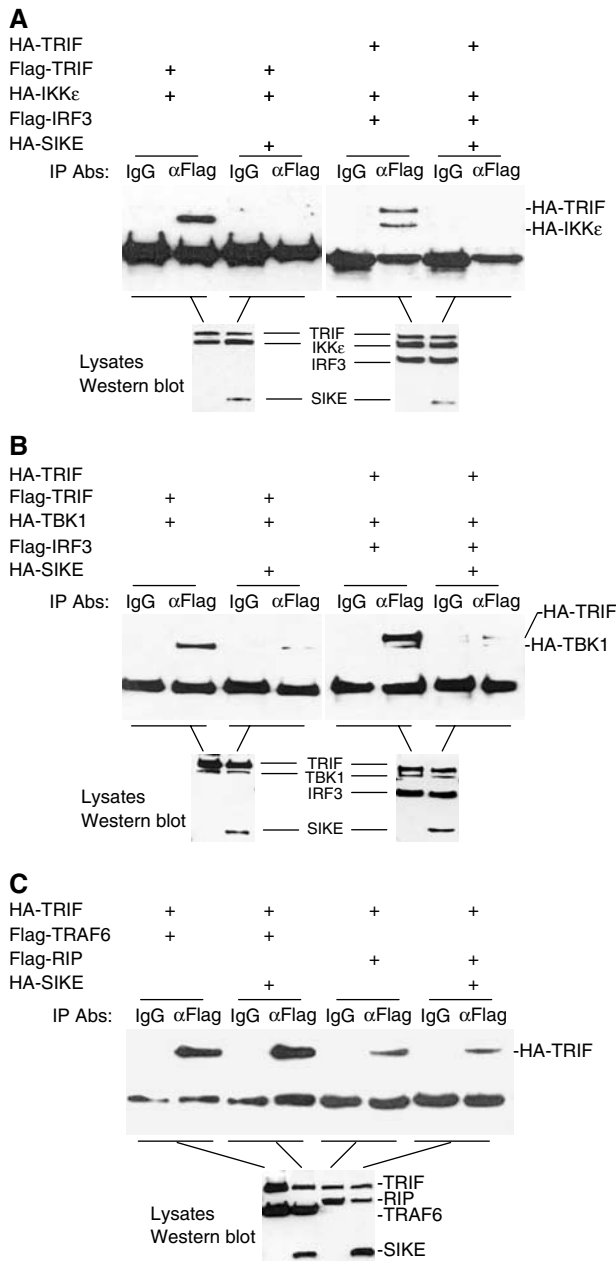 A
HA-TRIF + +
Flag-TRIF + +
HA-IKKε + + + +
Flag-IRF3 + +
HA-SIKE + +
IP Abs: IgG αFlag IgG αFlag IgG αFlag IgG αFlag
-HA-TRIF
-HA-IKKε
TRIF
IKKε
IRF3
SIKE
Lysates
Western blot
B
HA-TRIF + +
Flag-TRIF + +
HA-TBK1 + + + +
Flag-IRF3 + +
HA-SIKE + +
IP Abs: IgG αFlag IgG αFlag IgG αFlag IgG αFlag
-HA-TRIF
-HA-TBK1
TRIF
TBK1
IRF3
SIKE
Lysates
Western blot
C
HA-TRIF + + + +
Flag-TRAF6 + +
Flag-RIP + +
HA-SIKE + +
IP Abs: IgG αFlag IgG αFlag IgG αFlag IgG αFlag
-HA-TRIF
-TRIF
-RIP
-TRAF6
-SIKE
Lysates
Western blot